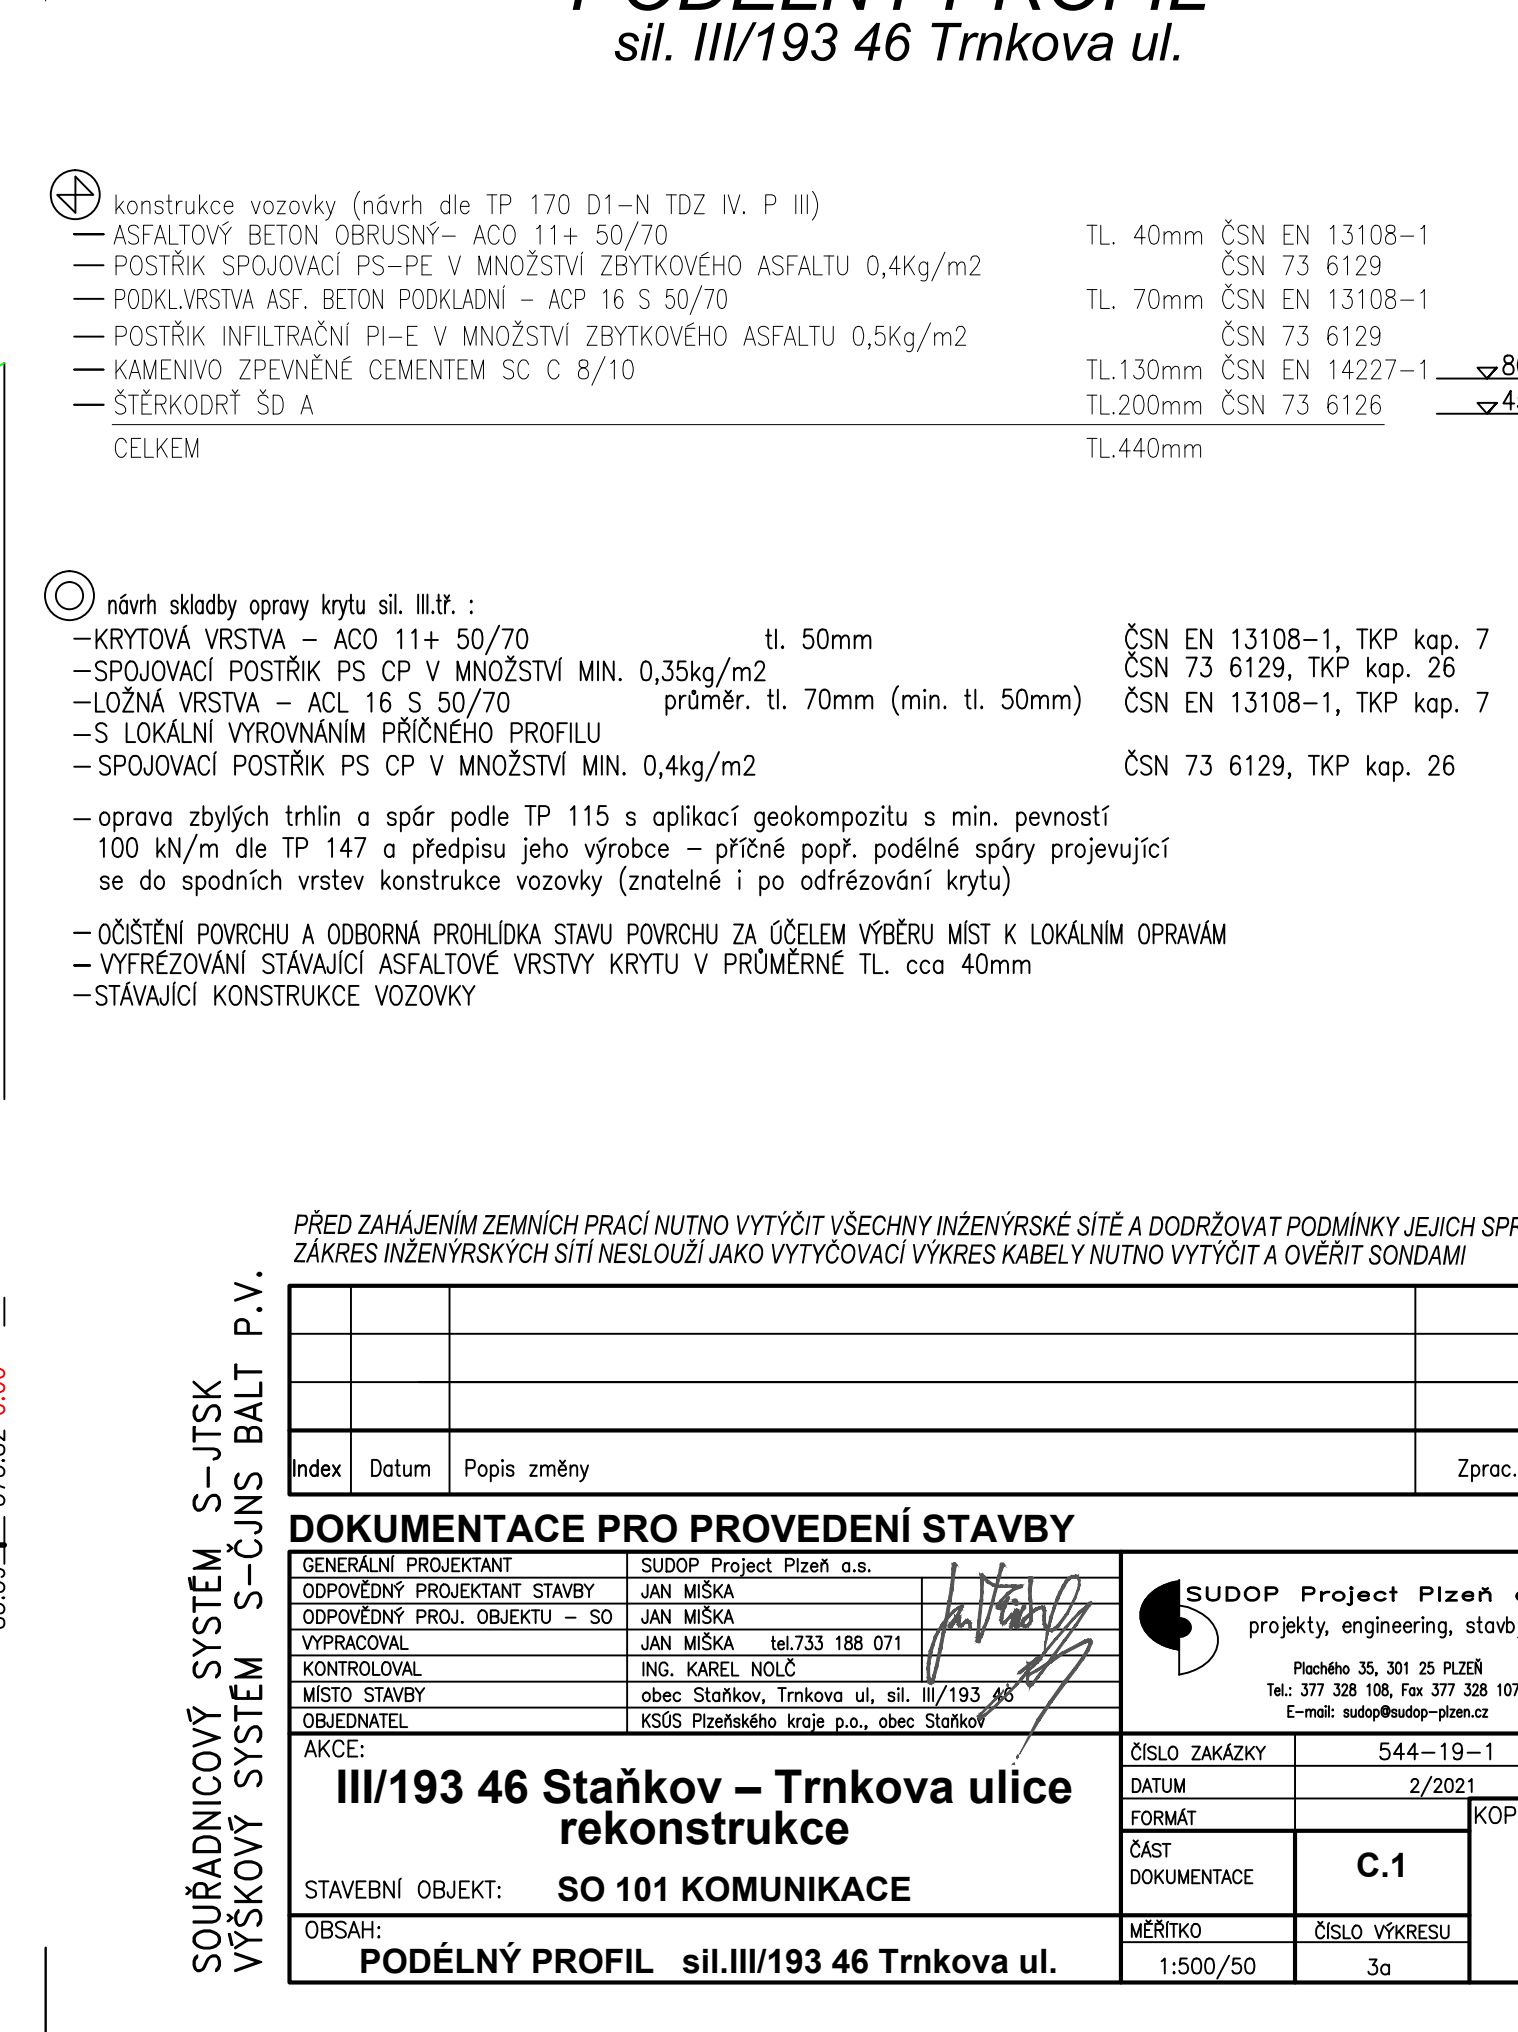 PODÉLNÝ PROFIL
sil. III/193 46 Trnkova ul.
konstrukce vozovky (návrh dle TP 170 D1-N TDZ IV. P III)
ASFALTOVÝ BETON OBRUSNÝ- ACO 11+ 50/70 TL. 40mm ČSN EN 13108-1
POSTŘIK SPOJOVACÍ PS-PE V MNOŽSTVÍ ZBYTKOVÉHO ASFALTU 0,4Kg/m2 ČSN 73 6129
PODKL.VRSTVA ASF. BETON PODKLADNÍ - ACP 16 S 50/70 TL. 70mm ČSN EN 13108-1
POSTŘIK INFILTRAČNÍ PI-E V MNOŽSTVÍ ZBYTKOVÉHO ASFALTU 0,5Kg/m2 ČSN 73 6129
KAMENIVO ZPEVNĚNÉ CEMENTEM SC C 8/10 TL.130mm ČSN EN 14227-1
ŠTĚRKODRŤ ŠD A TL.200mm ČSN 73 6126
CELKEM TL.440mm
návrh skladby opravy krytu sil. III.tř. :
-KRYTOVÁ VRSTVA - ACO 11+ 50/70 tl. 50mm ČSN EN 13108-1, TKP kap. 7
-SPOJOVACÍ POSTŘIK PS CP V MNOŽSTVÍ MIN. 0,35kg/m2 ČSN 73 6129, TKP kap. 26
-LOŽNÁ VRSTVA - ACL 16 S 50/70 průměr. tl. 70mm (min. tl. 50mm) ČSN EN 13108-1, TKP kap. 7
-S LOKÁLNÍ VYROVNÁNÍM PŘÍČNÉHO PROFILU
- SPOJOVACÍ POSTŘIK PS CP V MNOŽSTVÍ MIN. 0,4kg/m2 ČSN 73 6129, TKP kap. 26
- oprava zbylých trhlin a spár podle TP 115 s aplikací geokompozitu s min. pevností
100 kN/m dle TP 147 a předpisu jeho výrobce - příčné popř. podélné spáry projevující
se do spodních vrstev konstrukce vozovky (znatelné i po odfrézování krytu)
- OČIŠTĚNÍ POVRCHU A ODBORNÁ PROHLÍDKA STAVU POVRCHU ZA ÚČELEM VÝBĚRU MÍST K LOKÁLNÍM OPRAVÁM
- VYFRÉZOVÁNÍ STÁVAJÍCÍ ASFALTOVÉ VRSTVY KRYTU V PRŮMĚRNÉ TL. cca 40mm
-STÁVAJÍCÍ KONSTRUKCE VOZOVKY
PŘED ZAHÁJENÍM ZEMNÍCH PRACÍ NUTNO VYTÝČIT VŠECHNY INŹENÝRSKÉ SÍTĚ A DODRŽOVAT PODMÍNKY JEJICH SPR
ZÁKRES INŽENÝRSKÝCH SÍTÍ NESLOUŽÍ JAKO VYTYČOVACÍ VÝKRES KABELY NUTNO VYTÝČIT A OVĚŘIT SONDAMI
SOUŘADNICOVÝ SYSTÉM S-JTSK
VÝŠKOVÝ SYSTÉM S-ČJNS BALT P.V.
Index Datum Popis změny Zprac.
DOKUMENTACE PRO PROVEDENÍ STAVBY
GENERÁLNÍ PROJEKTANT SUDOP Project Plzeň a.s.
ODPOVĚDNÝ PROJEKTANT STAVBY JAN MIŠKA
ODPOVĚDNÝ PROJ. OBJEKTU - SO JAN MIŠKA
VYPRACOVAL JAN MIŠKA tel.733 188 071
KONTROLOVAL ING. KAREL NOLČ
MÍSTO STAVBY obec Staňkov, Trnkova ul, sil. III/193 46
OBJEDNATEL KSÚS Plzeňského kraje p.o., obec Staňkov
SUDOP Project Plzeň
projekty, engineering, stavb
Plachého 35, 301 25 PLZEŇ
Tel.: 377 328 108, Fax 377 328 107
E-mail: sudop@sudop-plzen.cz
AKCE:
III/193 46 Staňkov – Trnkova ulice
rekonstrukce
STAVEBNÍ OBJEKT: SO 101 KOMUNIKACE
OBSAH:
PODÉLNÝ PROFIL sil.III/193 46 Trnkova ul.
ČÍSLO ZAKÁZKY 544-19-1
DATUM 2/2021
FORMÁT KOP
ČÁST
DOKUMENTACE C.1
MĚŘÍTKO ČÍSLO VÝKRESU
1:500/50 3a